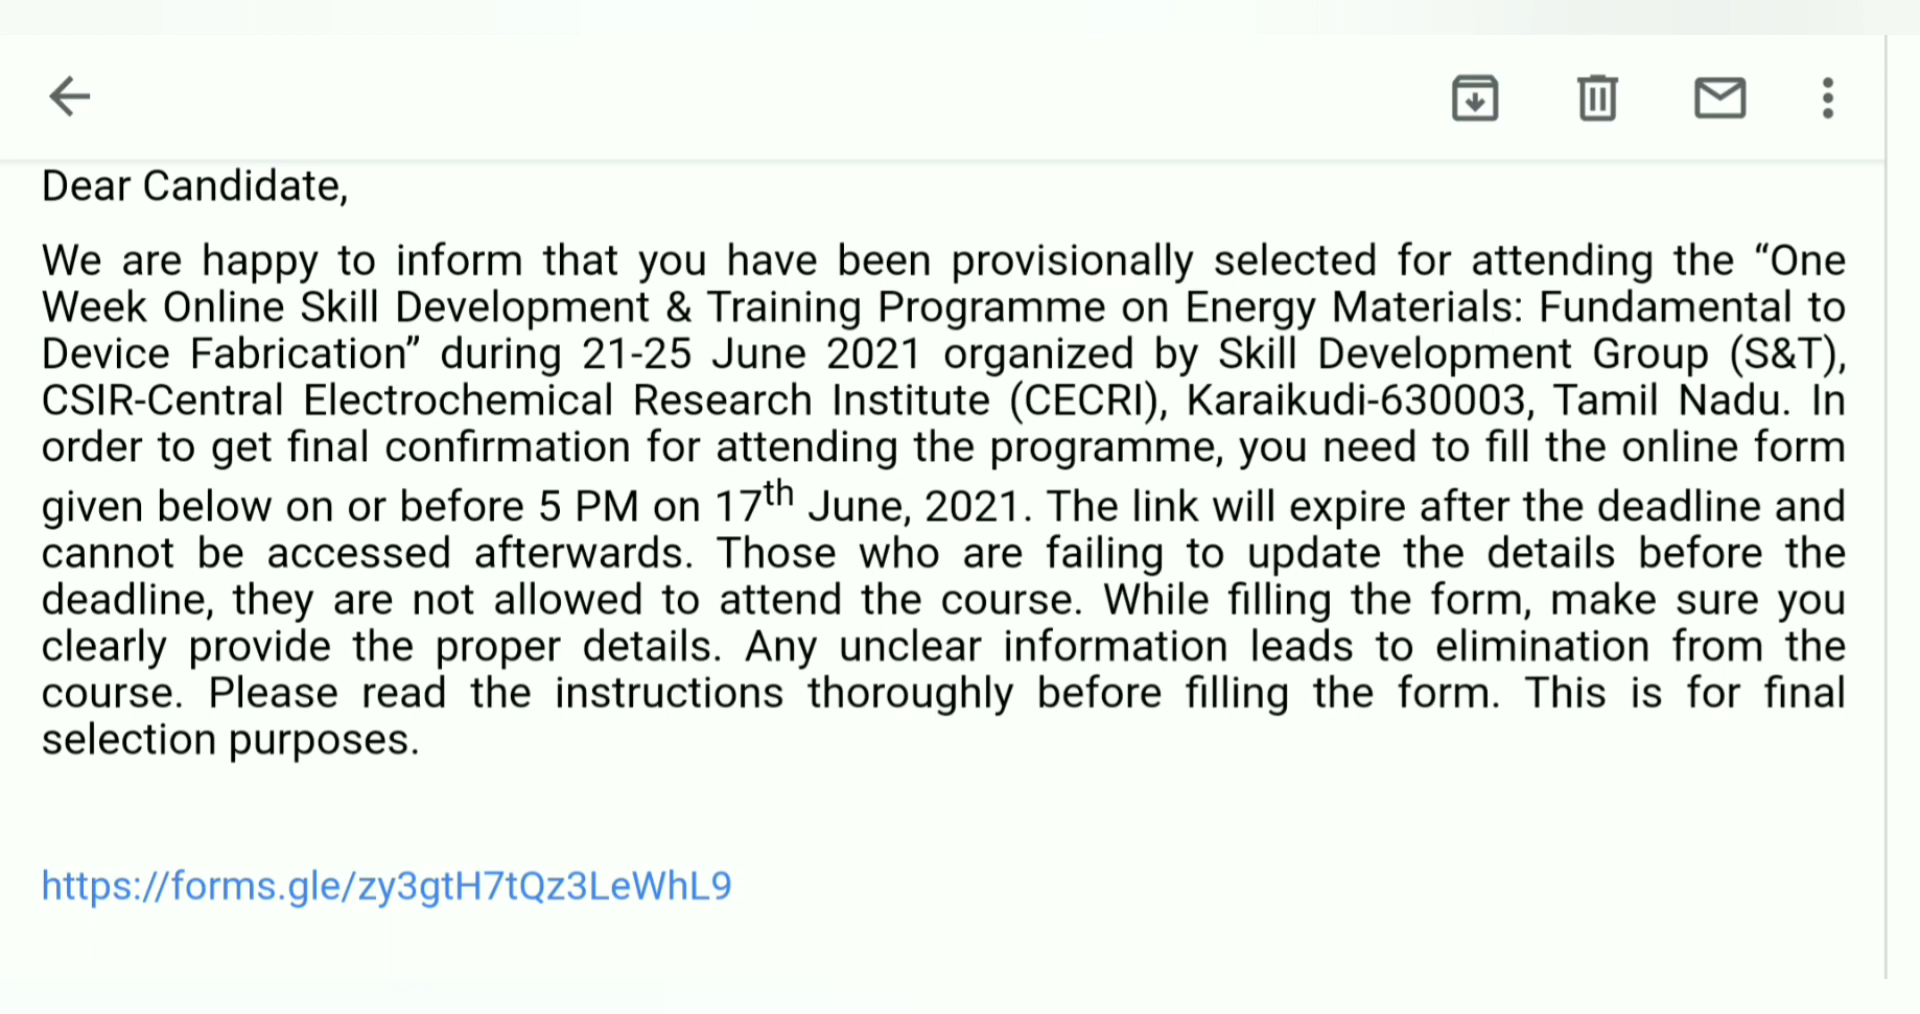 Dear Candidate,
We are happy to inform that you have been provisionally selected for attending the “One
Week Online Skill Development & Training Programme on Energy Materials: Fundamental to
Device Fabrication” during 21-25 June 2021 organized by Skill Development Group (S&T),
CSIR-Central Electrochemical Research Institute (CECRI), Karaikudi-630003, Tamil Nadu. In
order to get final confirmation for attending the programme, you need to fill the online form
given below on or before 5 PM on 17th June, 2021. The link will expire after the deadline and
cannot be accessed afterwards. Those who are failing to update the details before the
deadline, they are not allowed to attend the course. While filling the form, make sure you
clearly provide the proper details. Any unclear information leads to elimination from the
course. Please read the instructions thoroughly before filling the form. This is for final
selection purposes.
https://forms.gle/zy3gtH7tQz3LeWhL9